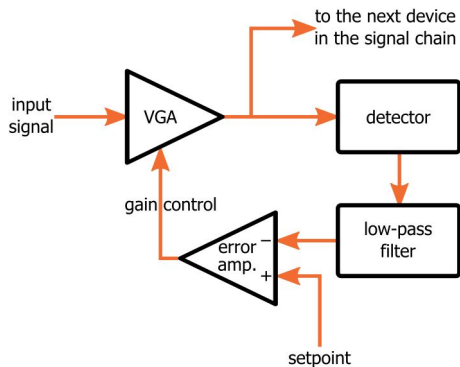 to the next device
in the signal chain
input
signal
VGA
detector
gain control
low-pass
filter
error
amp.
−
+
setpoint